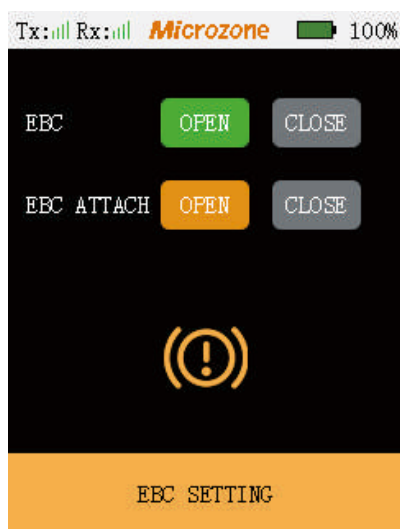 Tx: Rx: Microzone 100%
EBC OPEN CLOSE
EBC ATTACH OPEN CLOSE
EBC SETTING